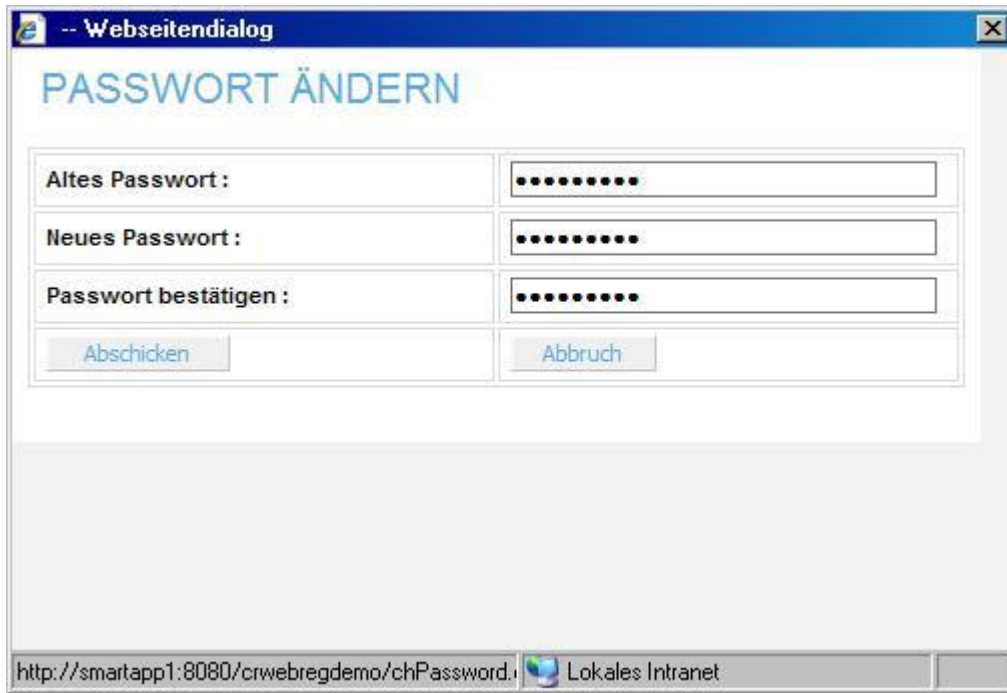 -- Webseitendialog
PASSWORT ÄNDERN
Altes Passwort :
Neues Passwort :
Passwort bestätigen :
Abschicken Abbruch
http://smartapp1:8080/crwebregdemo/chPassword. Lokales Intranet